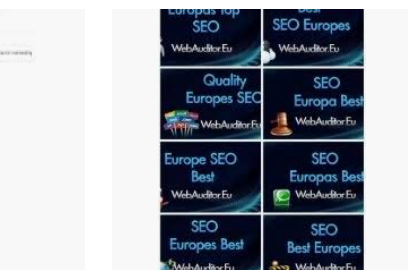 Europas Top
SEO
WebAuditor.Eu
Best
SEO Europes
WebAuditor.Eu
Quality
Europes SEO
WebAuditor.Eu
SEO
Europa Best
WebAuditor.Eu
Europe SEO
Best
WebAuditor.Eu
SEO
Europas Best
WebAuditor.Eu
SEO
Europes Best
WebAuditor.Eu
SEO
Best Europes
WebAuditor.Eu